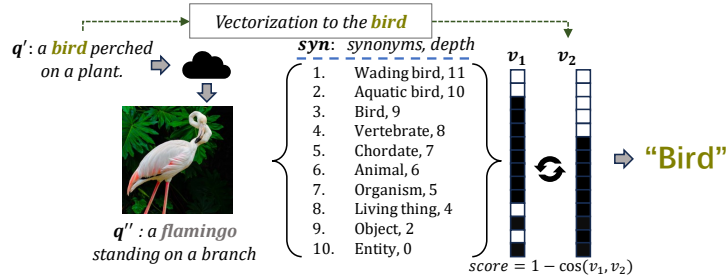 Vectorization to the bird
q′: a bird perched
on a plant.
q′′ : a flamingo
standing on a branch
syn: synonyms, depth
1. Wading bird, 11
2. Aquatic bird, 10
3. Bird, 9
4. Vertebrate, 8
5. Chordate, 7
6. Animal, 6
7. Organism, 5
8. Living thing, 4
9. Object, 2
10. Entity, 0
v₁ v₂
score = 1 − cos(v₁, v₂)
“Bird”